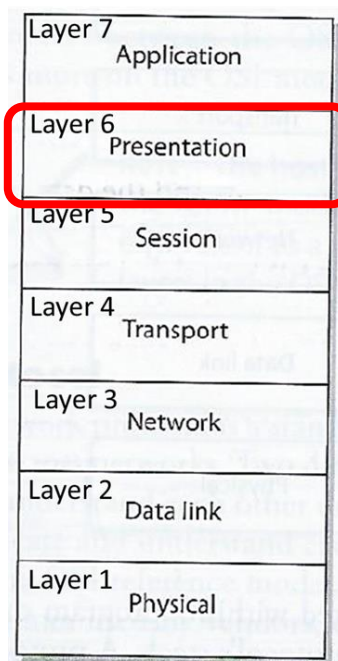 Layer 7
Application
Layer 6
Presentation
Layer 5
Session
Layer 4
Transport
Layer 3
Network
Layer 2
Data link
Layer 1
Physical